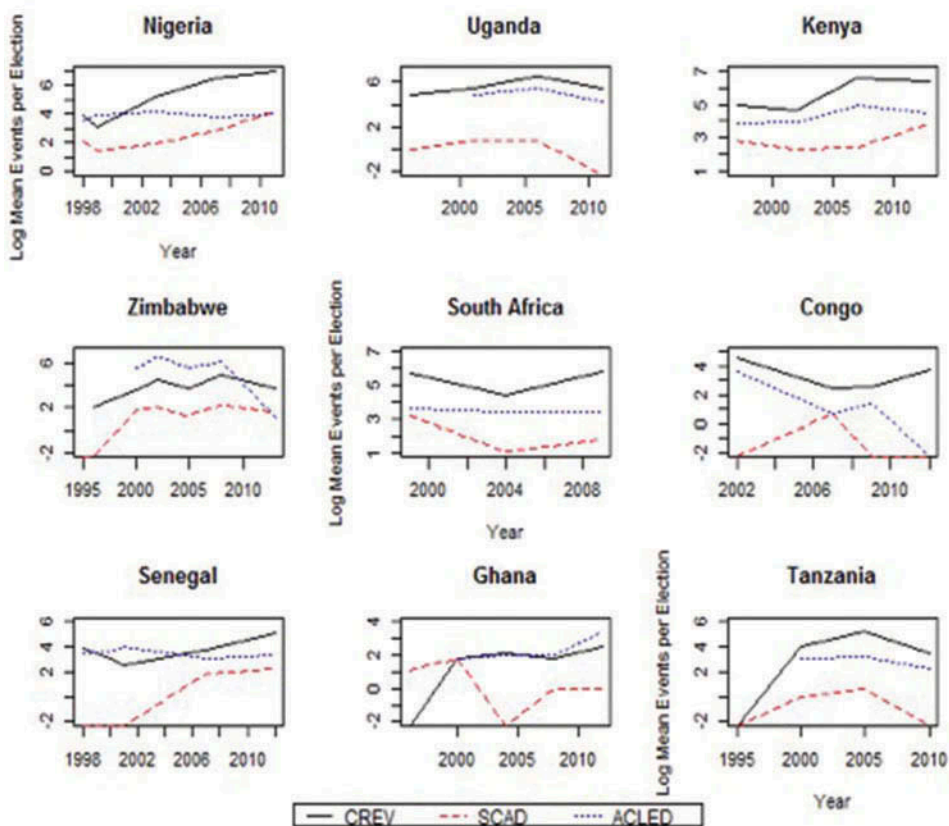 Nigeria
Uganda
Kenya
Log Mean Events per Election
0 2 4 6
-2 2 6
1 3 5 7
1998 2002 2006 2010
2000 2006 2012
2000 2005 2010
Year
Zimbabwe
South Africa
Congo
Log Mean Events per Election
-2 2 6
1 3 5 7
-2 0 2 4
1995 2000 2005 2010
2000 2004 2008
2002 2006 2010
Year
Senegal
Ghana
Tanzania
Log Mean Events per Election
-2 2 4 6
-2 0 2 4
-2 2 4 6
1998 2002 2006 2010
2000 2005 2010
1995 2000 2005 2010
Year
CREV SCAD ACLED